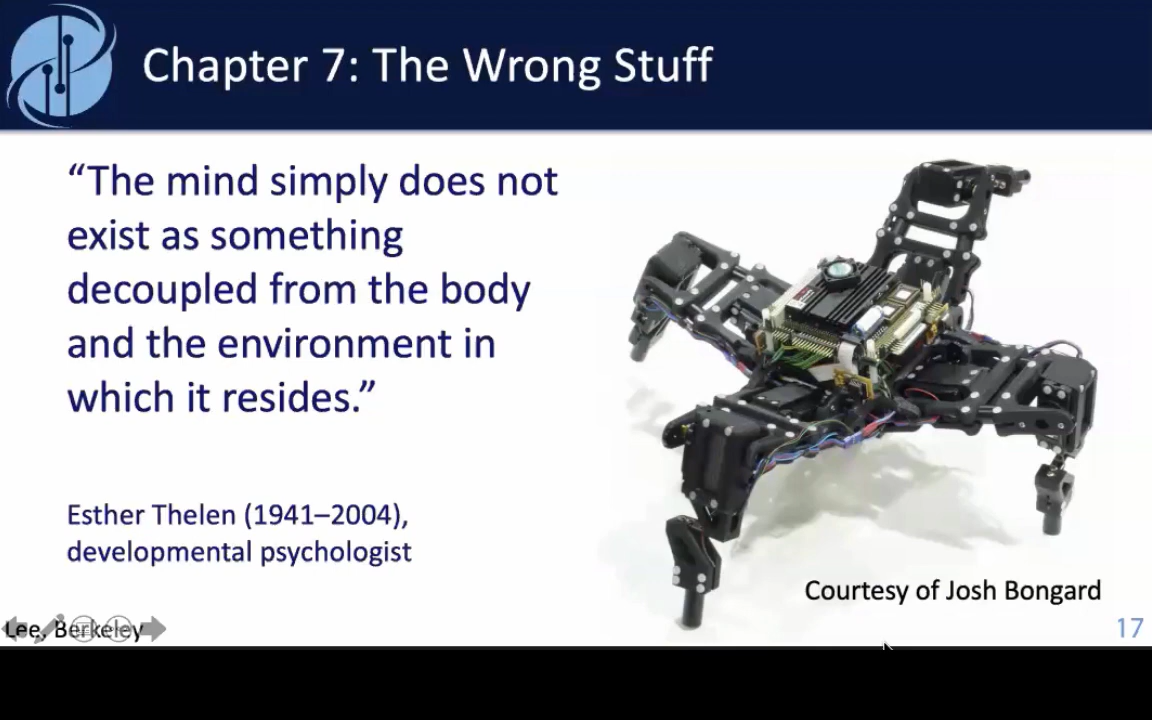 Chapter 7: The Wrong Stuff
“The mind simply does not
exist as something
decoupled from the body
and the environment in
which it resides.”
Esther Thelen (1941–2004),
developmental psychologist
Courtesy of Josh Bongard
Lee, Berkeley
17